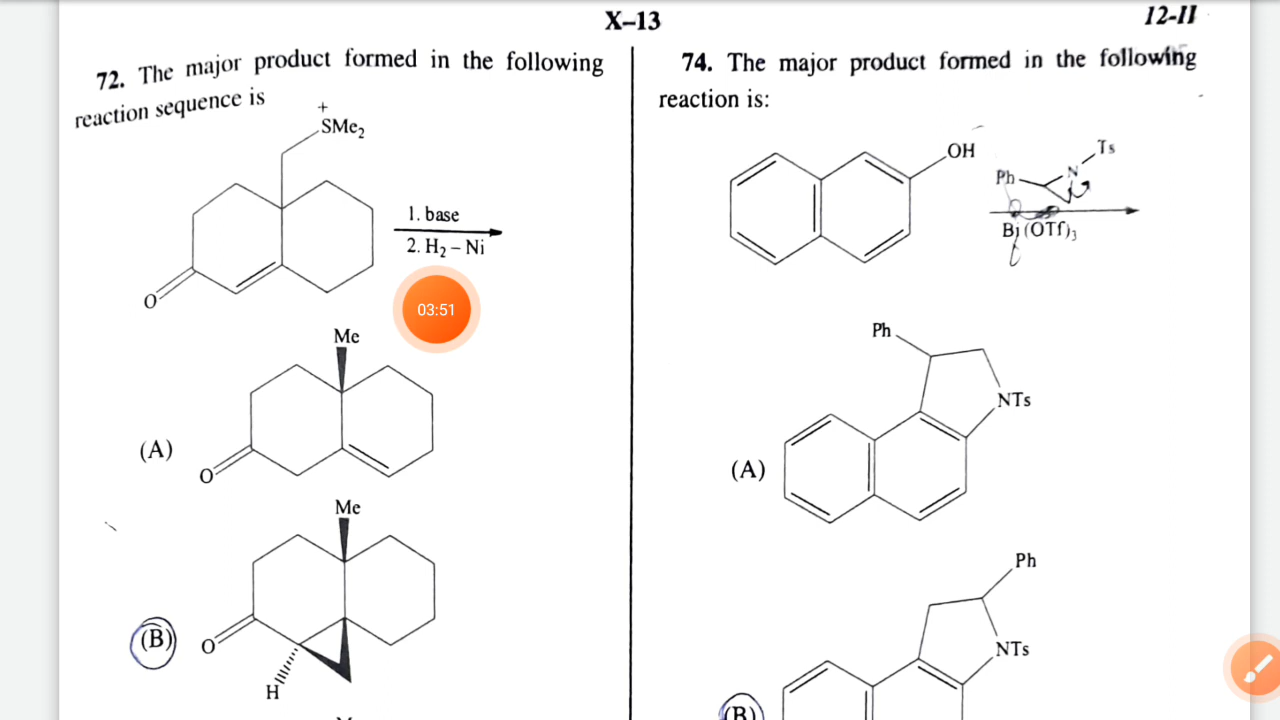 X–13
12-II
72. The major product formed in the following
reaction sequence is
+
SMe2
O
1. base
2. H2 – Ni
03:51
Me
(A)
O
Me
(B)
O
H
74. The major product formed in the following
reaction is:
OH
Ph
N
Ts
Bi(OTf)3
Ph
NTs
(A)
Ph
NTs
(B)